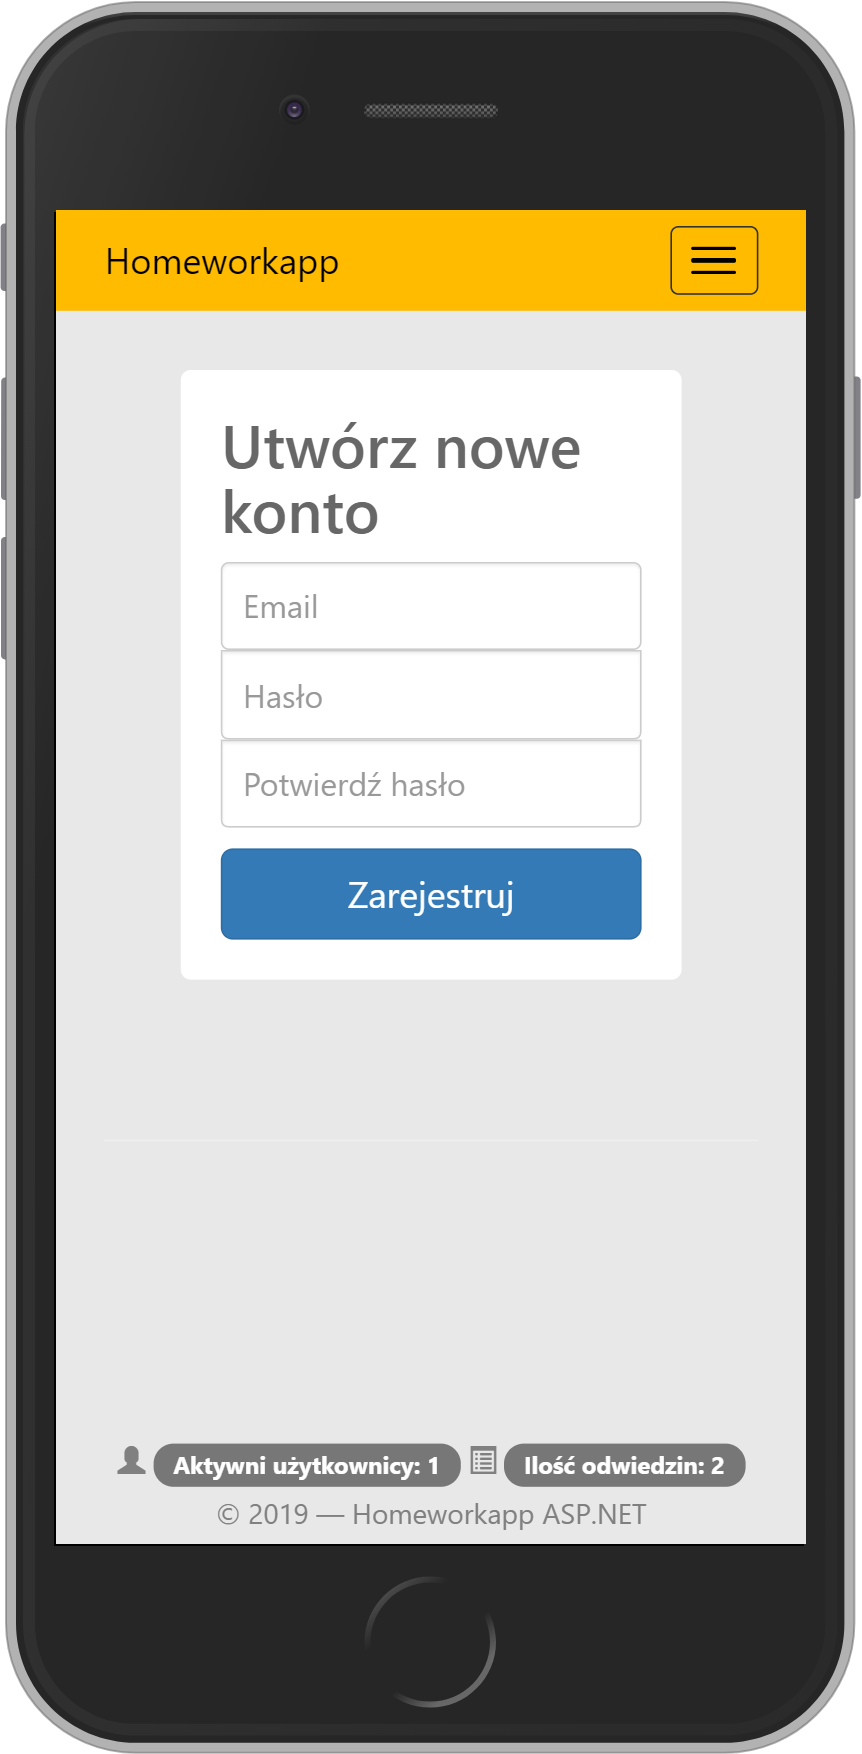 Homeworkapp
Utwórz nowe
konto
Email
Hasło
Potwierdź hasło
Zarejestruj
Aktywni użytkownicy: 1 Ilość odwiedzin: 2
© 2019 — Homeworkapp ASP.NET